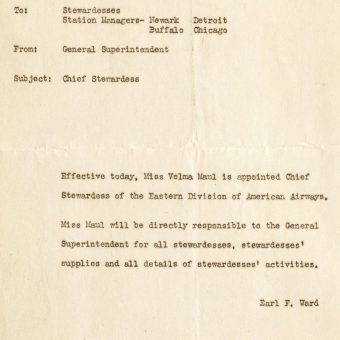 To: Stewardesses
Station Managers- Newark Detroit
Buffalo Chicago
From: General Superintendent
Subject: Chief Stewardess
Effective today, Miss Velma Maul is appointed Chief
Stewardess of the Eastern Division of American Airways.
Miss Maul will be directly responsible to the General
Superintendent for all stewardesses, stewardesses'
supplies and all details of stewardesses' activities.
Earl F. Ward